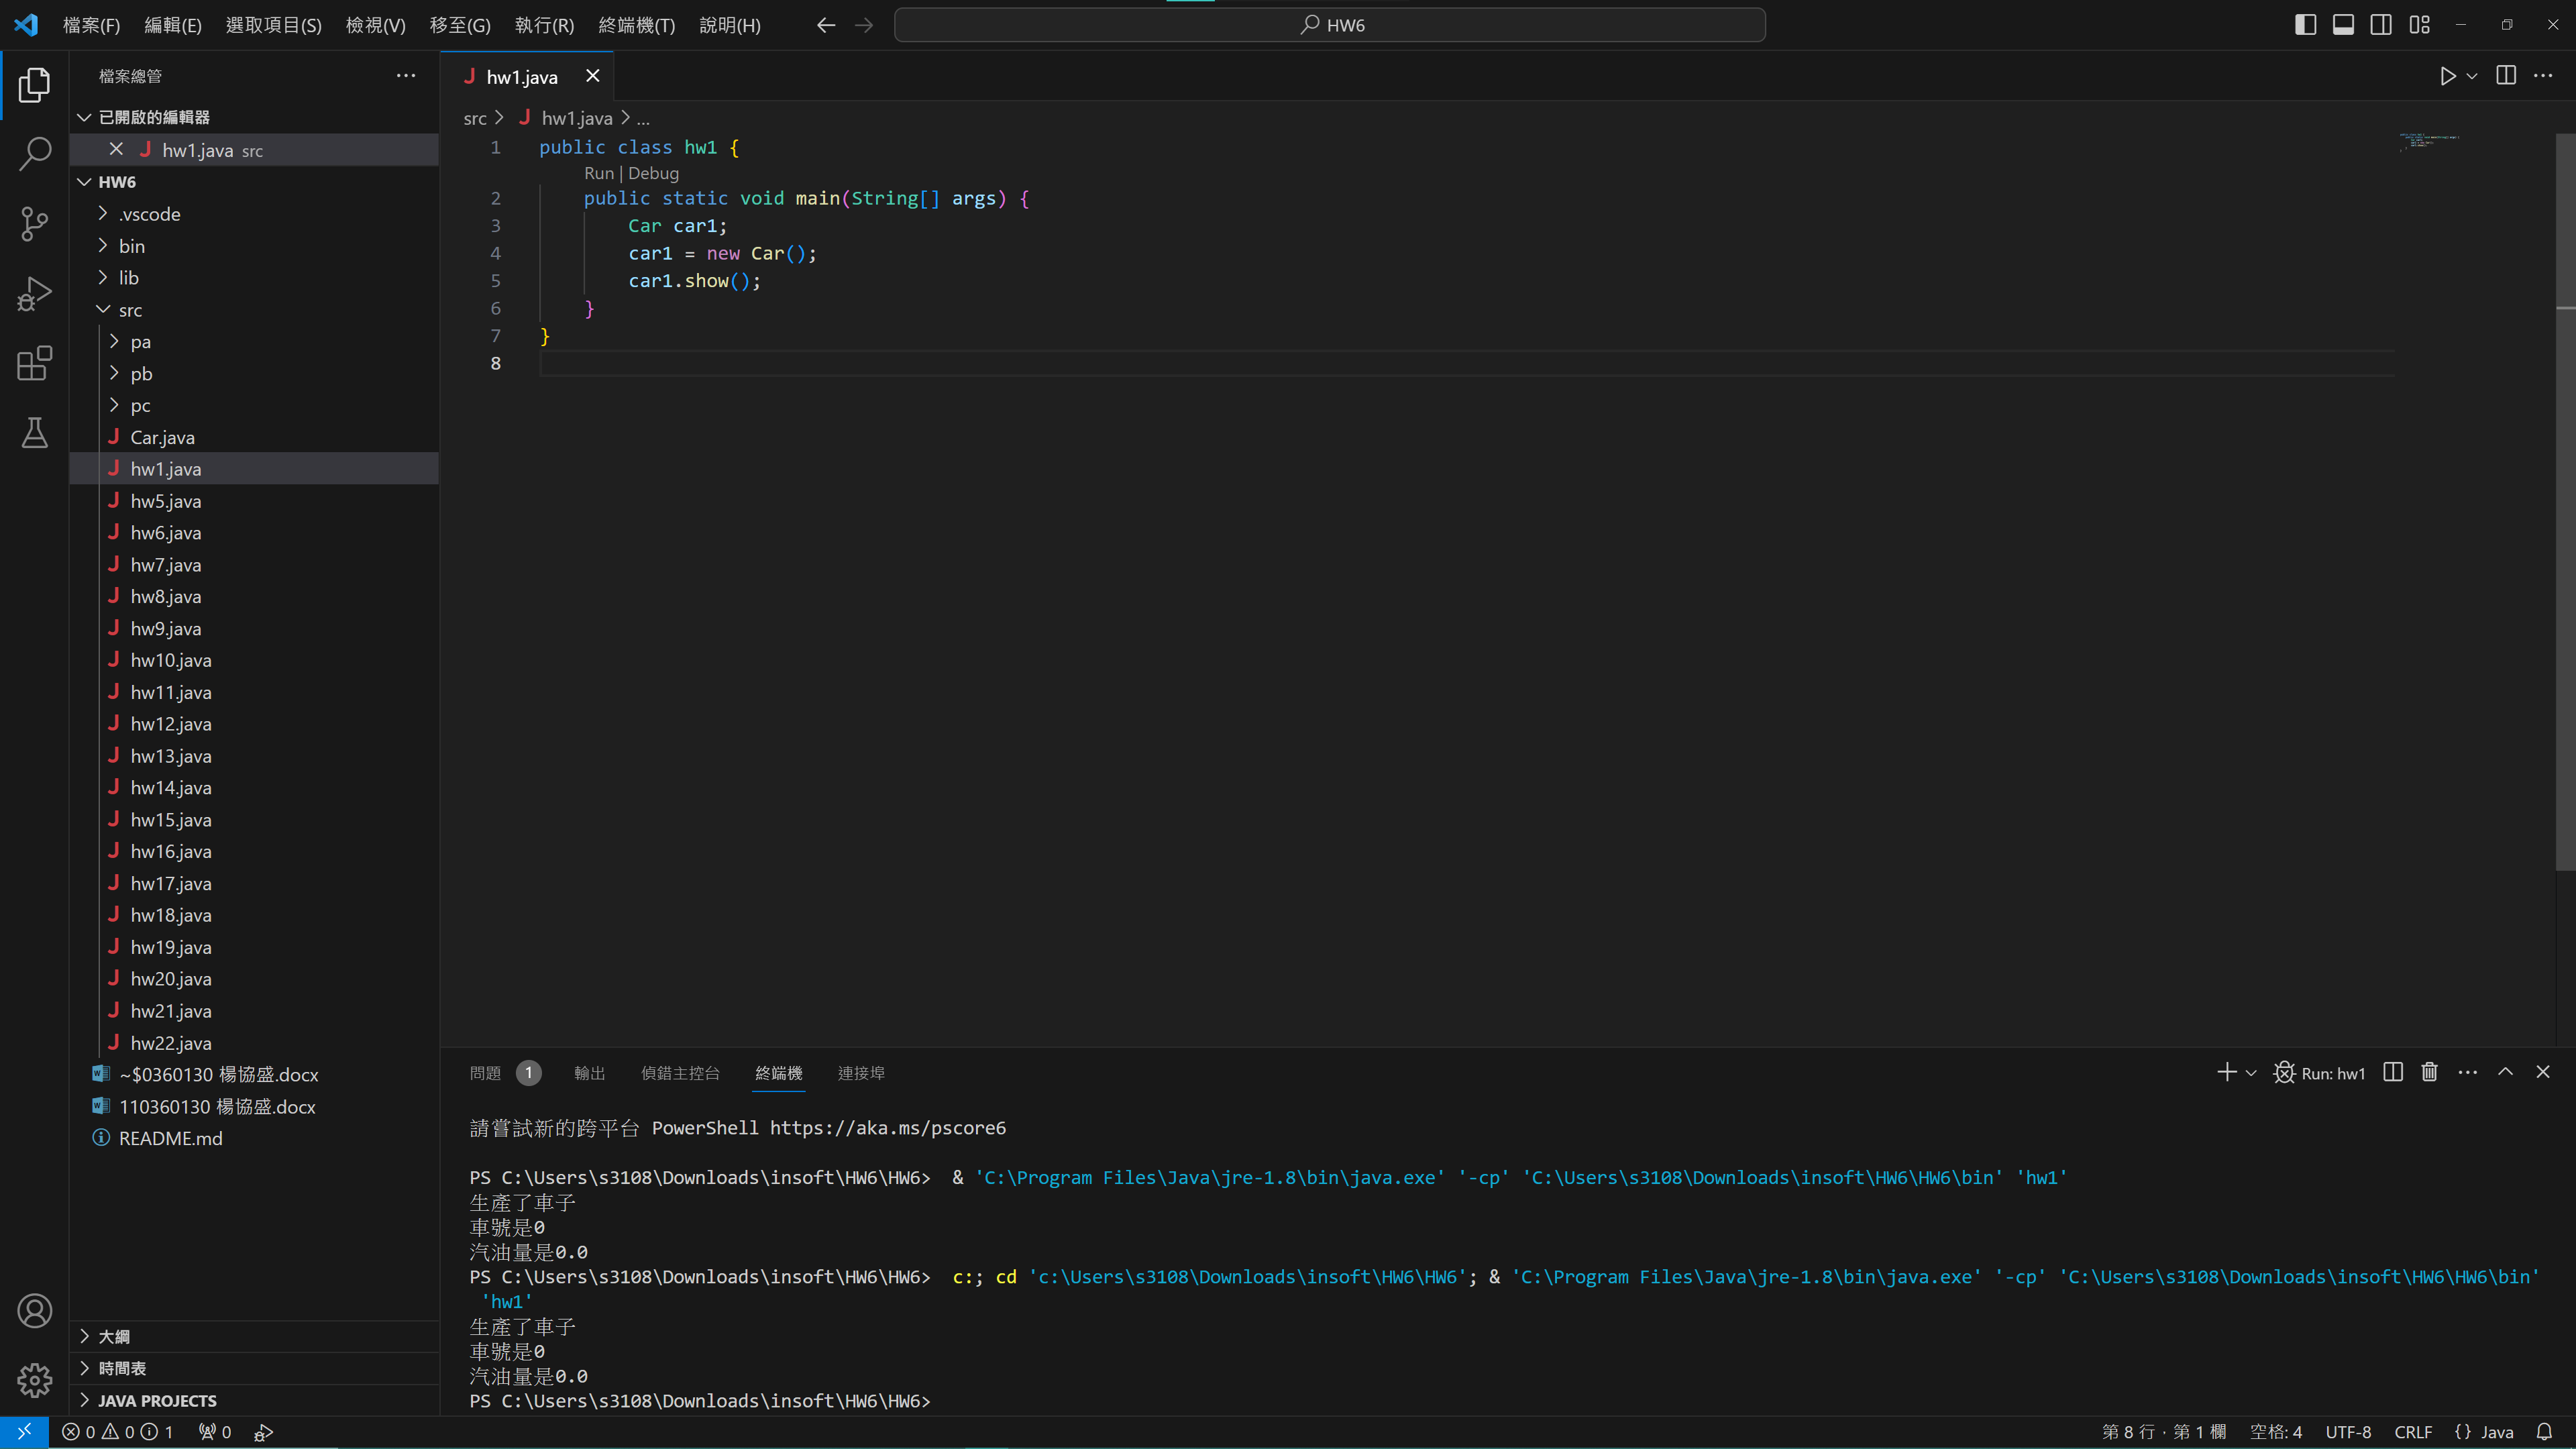 檔案(F) 編輯(E) 選取項目(S) 檢視(V) 移至(G) 執行(R) 終端機(T) 說明(H) HW6
檔案總管
已開啟的編輯器
hw1.java src
HW6
.vscode
bin
lib
src
pa
pb
pc
Car.java
hw1.java
hw5.java
hw6.java
hw7.java
hw8.java
hw9.java
hw10.java
hw11.java
hw12.java
hw13.java
hw14.java
hw15.java
hw16.java
hw17.java
hw18.java
hw19.java
hw20.java
hw21.java
hw22.java
~$0360130 楊協盛.docx
110360130 楊協盛.docx
README.md
大綱
時間表
JAVA PROJECTS
hw1.java
src > hw1.java > ...
1 public class hw1 {
Run | Debug
2 public static void main(String[] args) {
3 Car car1;
4 car1 = new Car();
5 car1.show();
6 }
7 }
8
問題 1 輸出 偵錯主控台 終端機 連接埠 Run: hw1
請嘗試新的跨平台 PowerShell https://aka.ms/pscore6
PS C:\Users\s3108\Downloads\insoft\HW6\HW6> & 'C:\Program Files\Java\jre-1.8\bin\java.exe' '-cp' 'C:\Users\s3108\Downloads\insoft\HW6\HW6\bin' 'hw1'
生產了車子
車號是0
汽油量是0.0
PS C:\Users\s3108\Downloads\insoft\HW6\HW6> c:; cd 'c:\Users\s3108\Downloads\insoft\HW6\HW6'; & 'C:\Program Files\Java\jre-1.8\bin\java.exe' '-cp' 'C:\Users\s3108\Downloads\insoft\HW6\HW6\bin'
'hw1'
生產了車子
車號是0
汽油量是0.0
PS C:\Users\s3108\Downloads\insoft\HW6\HW6>
0 0 1 0 第 8 行，第 1 欄 空格: 4 UTF-8 CRLF {} Java